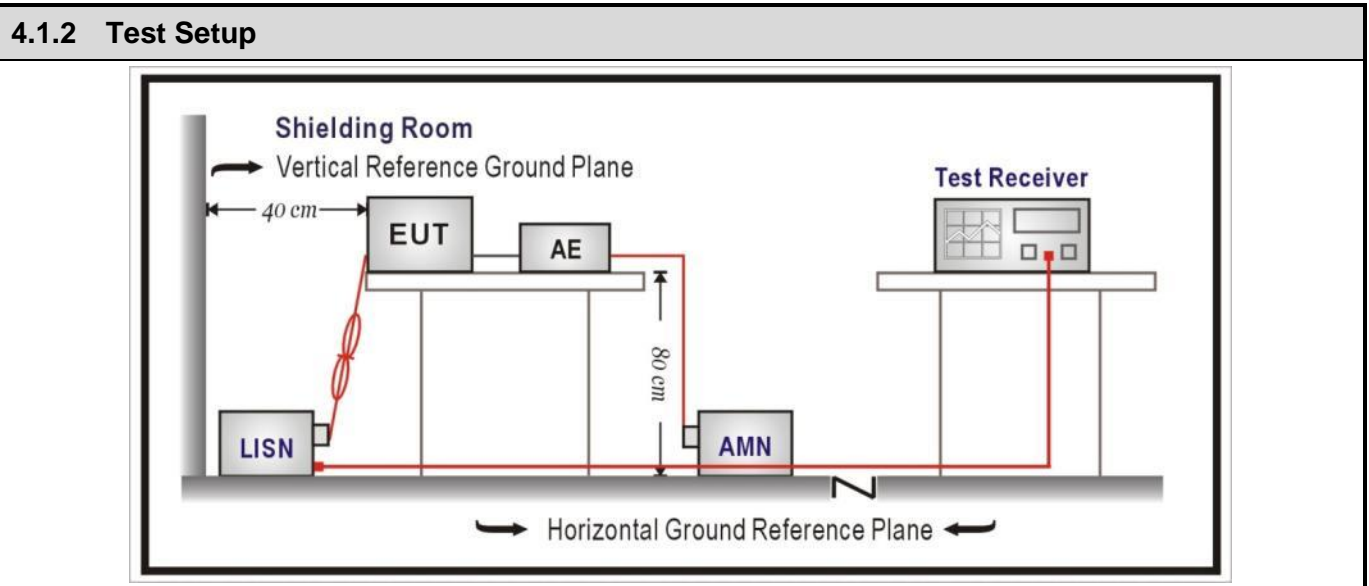 4.1.2 Test Setup
Shielding Room
Vertical Reference Ground Plane
Test Receiver
40 cm
EUT
AE
80 cm
LISN
AMN
Horizontal Ground Reference Plane